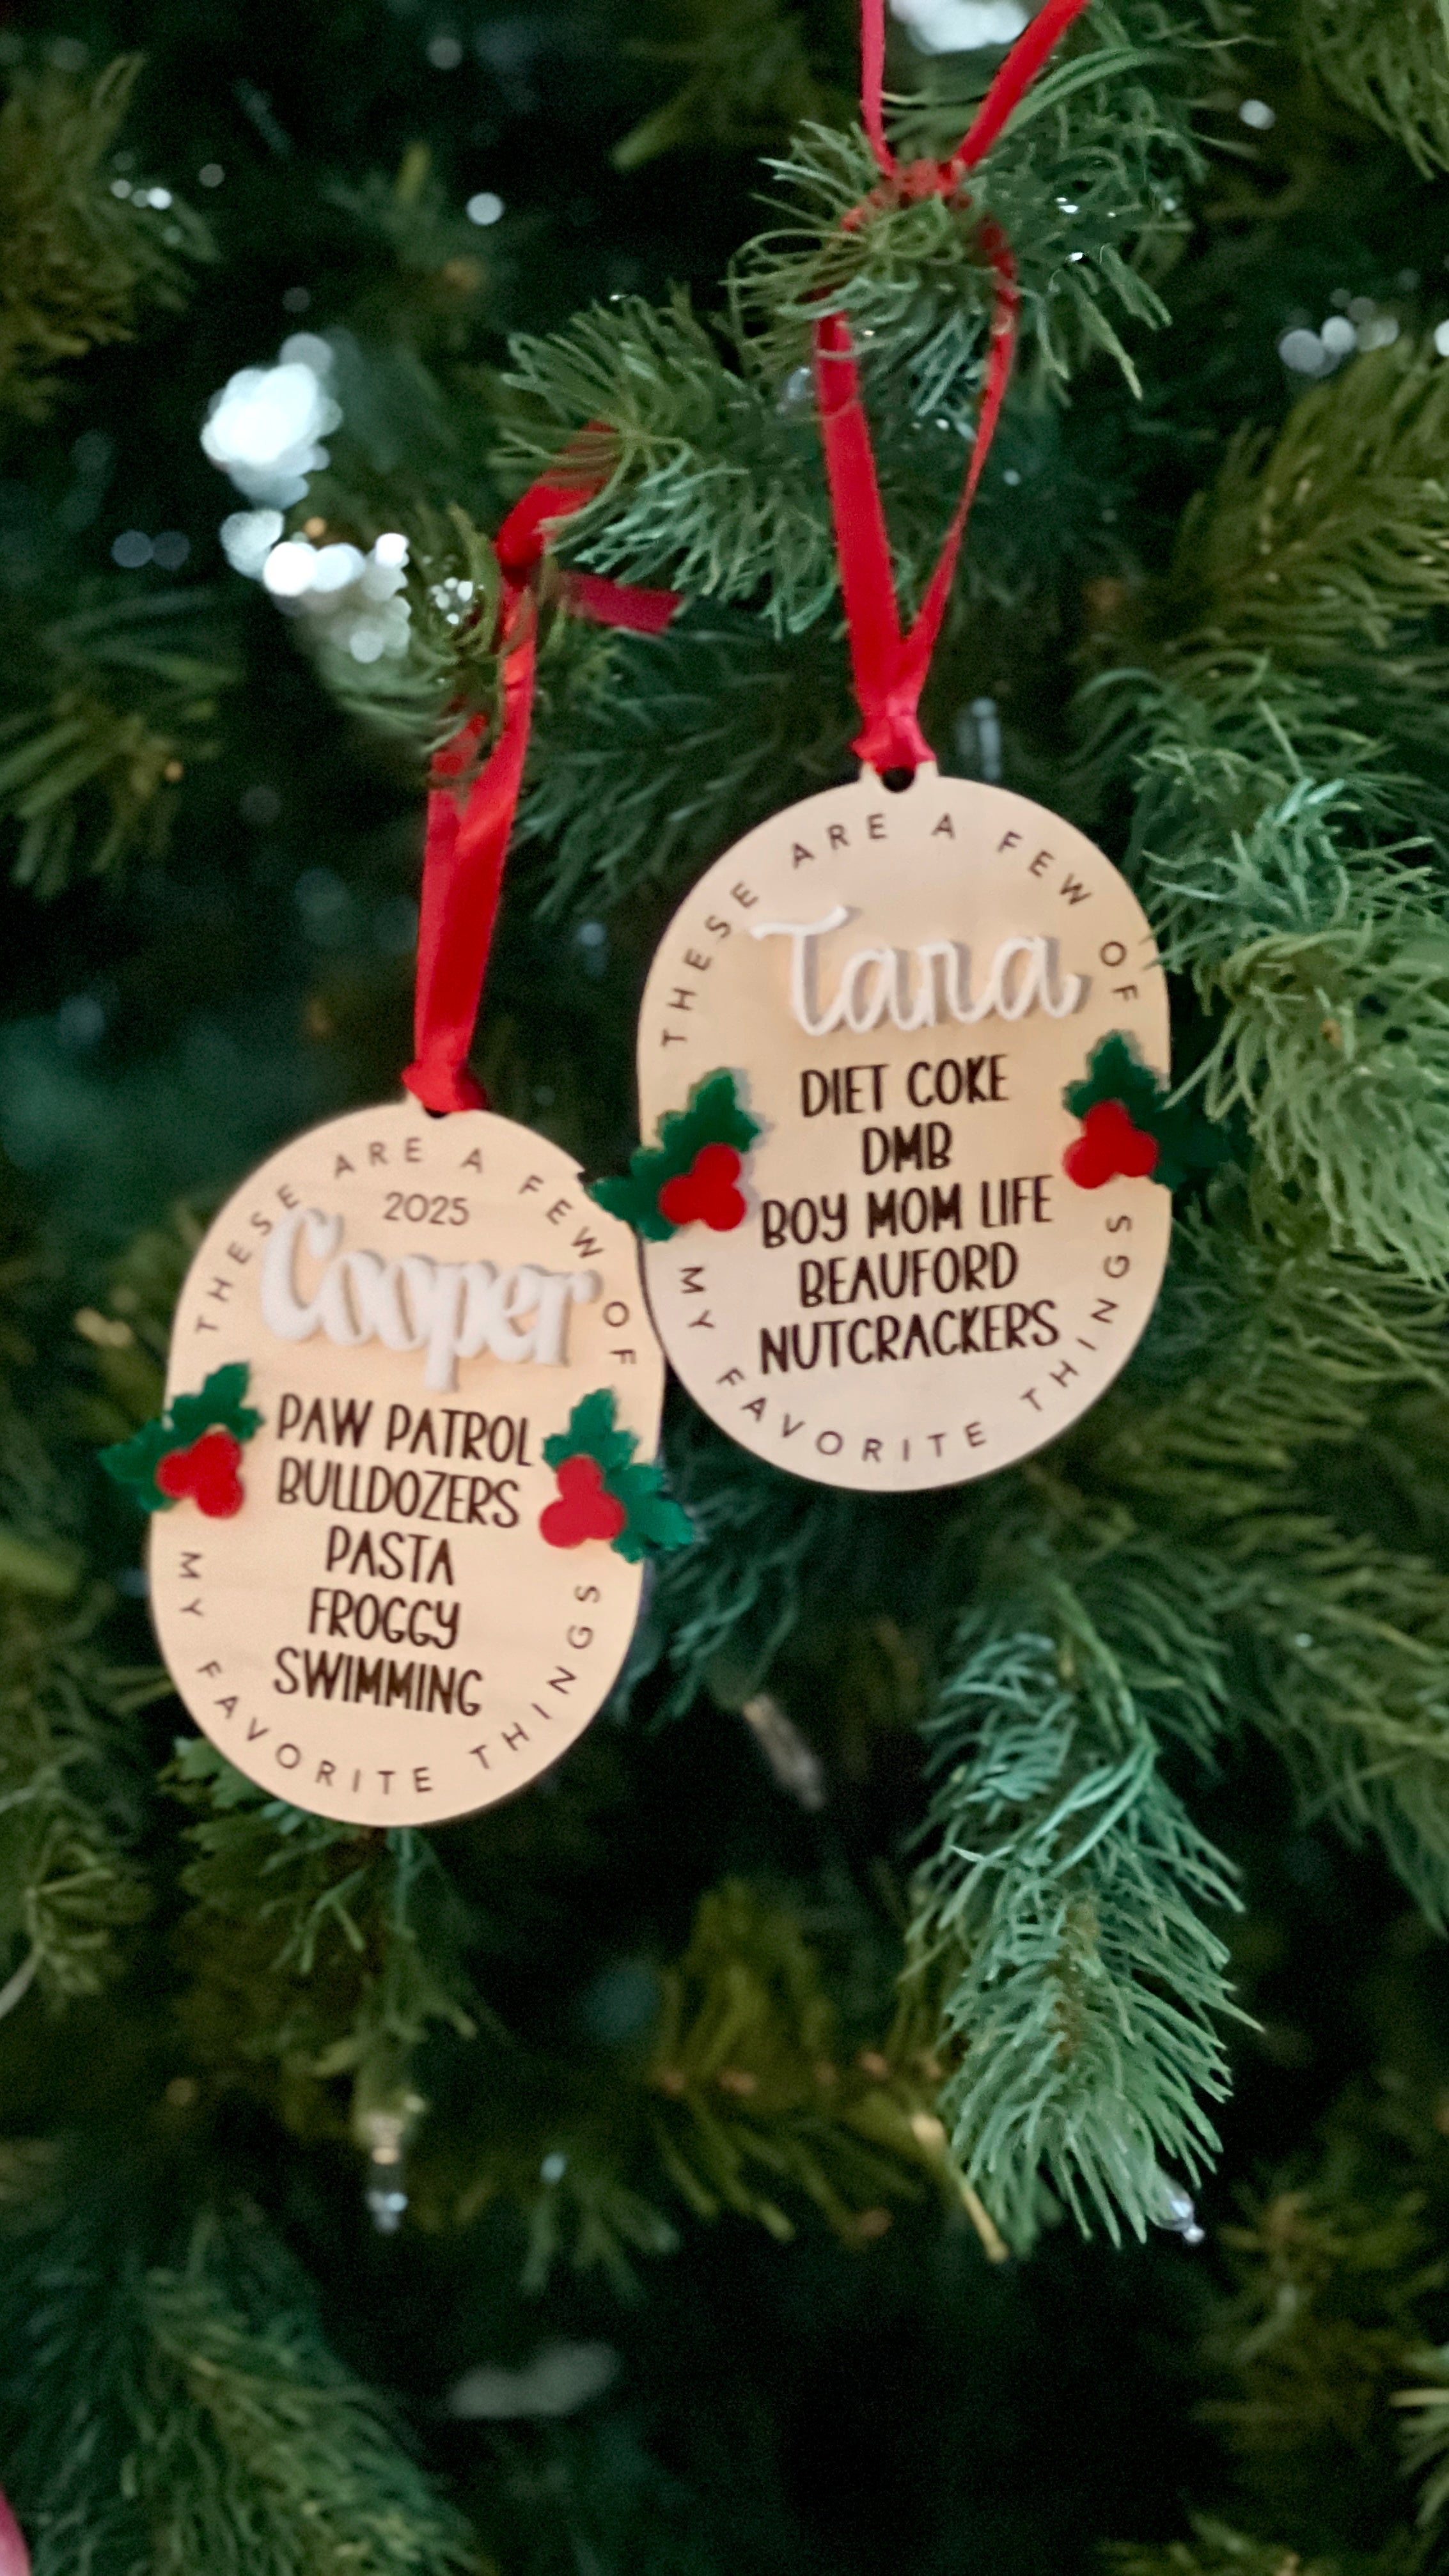 THESE ARE A FEW OF
Tara
DIET COKE
DMB
BOY MOM LIFE
BEAUFORD
NUTCRACKERS
MY FAVORITE THINGS
THESE ARE A FEW OF
2025
Cooper
PAW PATROL
BULLDOZERS
PASTA
FROGGY
SWIMMING
MY FAVORITE THINGS